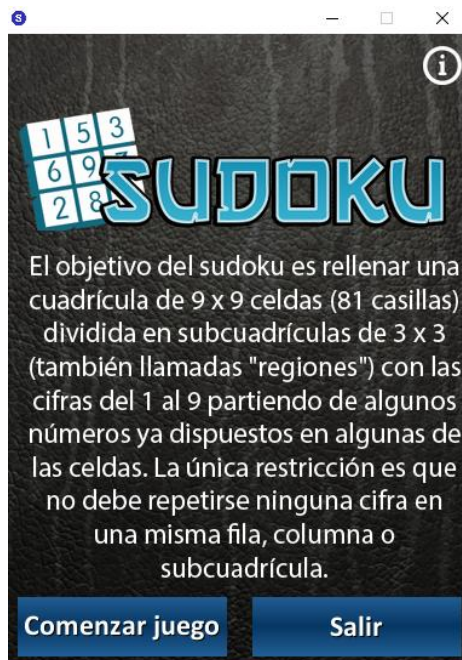 S
i
1 5 3
6 9
2 8
SUDOKU
El objetivo del sudoku es rellenar una
cuadrícula de 9 x 9 celdas (81 casillas)
dividida en subcuadrículas de 3 x 3
(también llamadas "regiones") con las
cifras del 1 al 9 partiendo de algunos
números ya dispuestos en algunas de
las celdas. La única restricción es que
no debe repetirse ninguna cifra en
una misma fila, columna o
subcuadrícula.
Comenzar juego
Salir